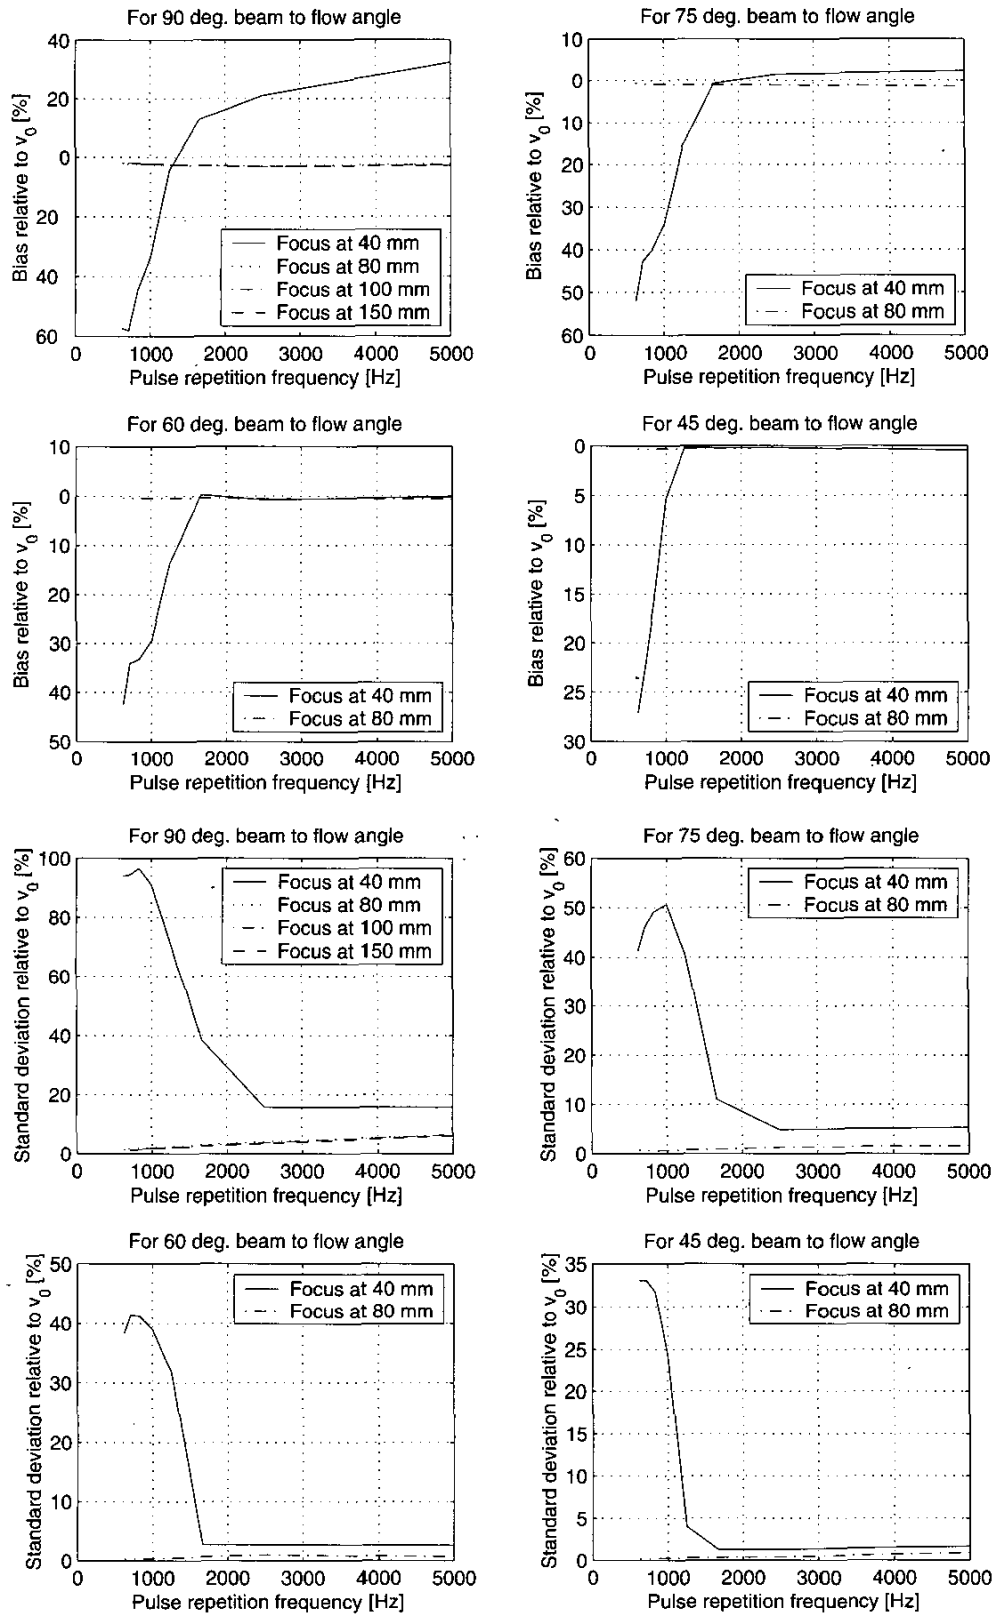 For 90 deg. beam to flow angle
Bias relative to v0 [%]
40
20
0
20
40
60
Focus at 40 mm
Focus at 80 mm
Focus at 100 mm
Focus at 150 mm
0 1000 2000 3000 4000 5000
Pulse repetition frequency [Hz]
For 75 deg. beam to flow angle
Bias relative to v0 [%]
10
0
10
20
30
40
50
60
Focus at 40 mm
Focus at 80 mm
0 1000 2000 3000 4000 5000
Pulse repetition frequency [Hz]
For 60 deg. beam to flow angle
Bias relative to v0 [%]
10
0
10
20
30
40
50
Focus at 40 mm
Focus at 80 mm
0 1000 2000 3000 4000 5000
Pulse repetition frequency [Hz]
For 45 deg. beam to flow angle
Bias relative to v0 [%]
0
5
10
15
20
25
30
Focus at 40 mm
Focus at 80 mm
0 1000 2000 3000 4000 5000
Pulse repetition frequency [Hz]
For 90 deg. beam to flow angle
Standard deviation relative to v0 [%]
100
80
60
40
20
0
Focus at 40 mm
Focus at 80 mm
Focus at 100 mm
Focus at 150 mm
0 1000 2000 3000 4000 5000
Pulse repetition frequency [Hz]
For 75 deg. beam to flow angle
Standard deviation relative to v0 [%]
60
50
40
30
20
10
0
Focus at 40 mm
Focus at 80 mm
0 1000 2000 3000 4000 5000
Pulse repetition frequency [Hz]
For 60 deg. beam to flow angle
Standard deviation relative to v0 [%]
50
40
30
20
10
0
Focus at 40 mm
Focus at 80 mm
0 1000 2000 3000 4000 5000
Pulse repetition frequency [Hz]
For 45 deg. beam to flow angle
Standard deviation relative to v0 [%]
35
30
25
20
15
10
5
0
Focus at 40 mm
Focus at 80 mm
0 1000 2000 3000 4000 5000
Pulse repetition frequency [Hz]